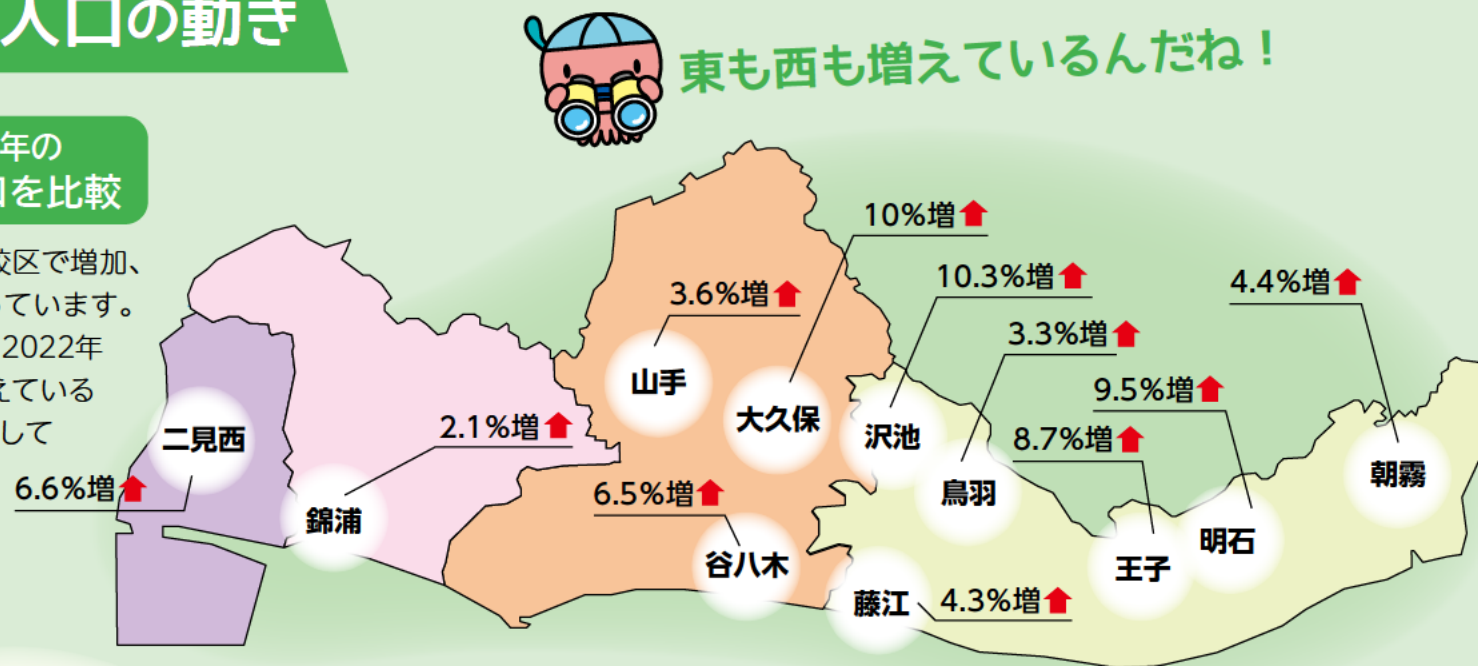 人口の動き
東も西も増えているんだね！
年の
を比較
校区で増加、
っています。
2022年
えている
して
10%増
10.3%増
4.4%増
3.6%増
3.3%増
山手
9.5%増
大久保
沢池
2.1%増
8.7%増
二見西
朝霧
6.6%増
6.5%増
鳥羽
錦浦
明石
谷八木
王子
藤江
4.3%増